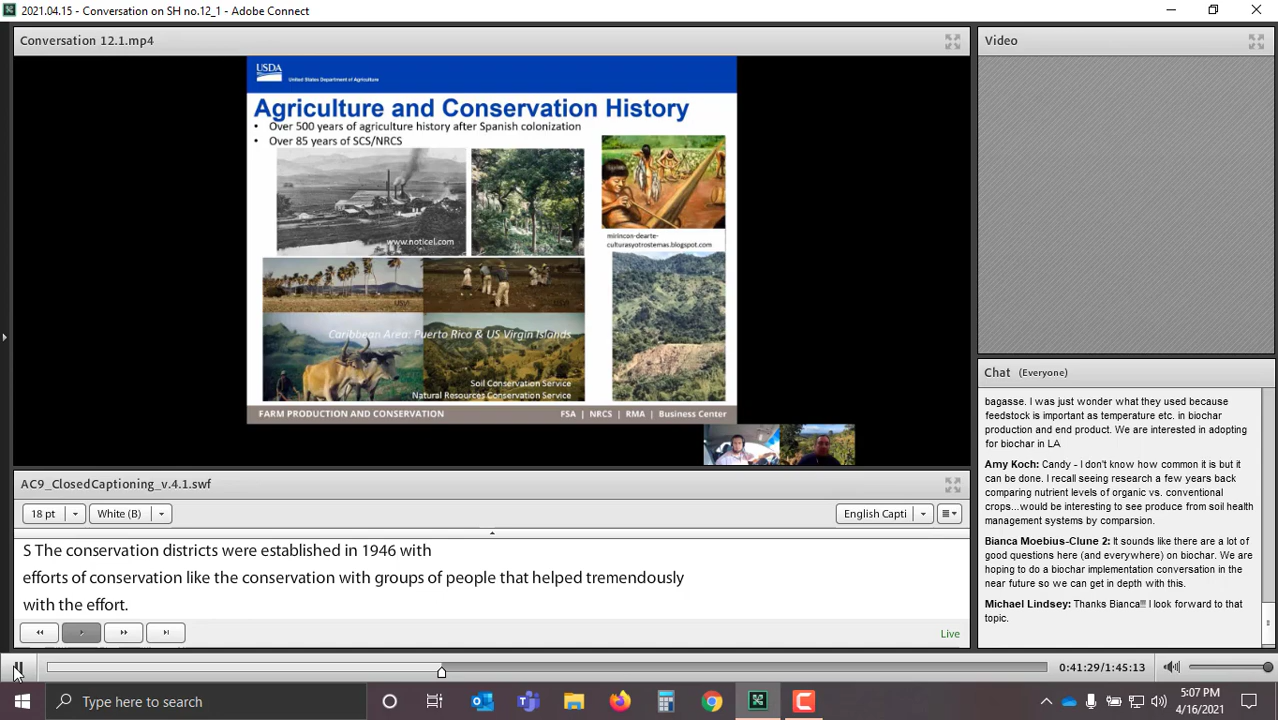 2021.04.15 - Conversation on SH no.12_1 - Adobe Connect
Conversation 12.1.mp4
USDA
United States Department of Agriculture
Agriculture and Conservation History
• Over 500 years of agriculture history after Spanish colonization
• Over 85 years of SCS/NRCS
www.noticel.com
mirincon-dearte-
culturasyotrostemas.blogspot.com
Caribbean Area: Puerto Rico & US Virgin Islands
Soil Conservation Service
Natural Resources Conservation Service
FARM PRODUCTION AND CONSERVATION
FSA | NRCS | RMA | Business Center
AC9_ClosedCaptioning_v.4.1.swf
18 pt
White (B)
English Capti
S The conservation districts were established in 1946 with
efforts of conservation like the conservation with groups of people that helped tremendously
with the effort.
Live
Video
Chat (Everyone)
bagasse. I was just wonder what they used because
feedstock is important as temperature etc. in biochar
production and end product. We are interested in adopting
for biochar in LA
Amy Koch: Candy - I don't know how common it is but it
can be done. I recall seeing research a few years back
comparing nutrient levels of organic vs. conventional
crops...would be interesting to see produce from soil health
management systems by comparsion.
Bianca Moebius-Clune 2: It sounds like there are a lot of
good questions here (and everywhere) on biochar. We are
hoping to do a biochar implementation conversation in the
near future so we can get in depth with this.
Michael Lindsey: Thanks Bianca!!! I look forward to that
topic.
0:41:29/1:45:13
Type here to search
5:07 PM
4/16/2021